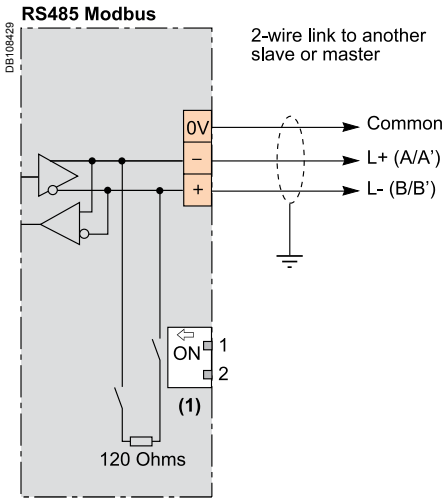 RS485 Modbus
DB108429
2-wire link to another
slave or master
0V
Common
–
L+ (A/A')
+
L- (B/B')
ON
1
2
(1)
120 Ohms